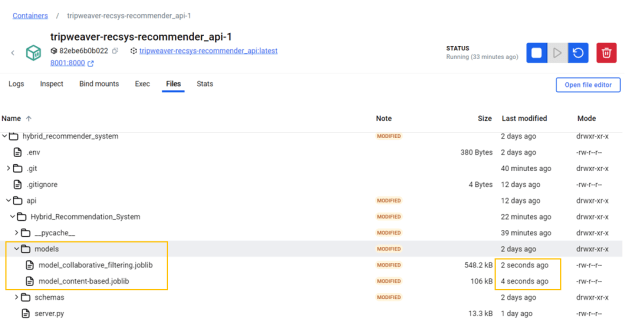 Containers / tripweaver-recsys-recommender_api-1
tripweaver-recsys-recommender_api-1
82ebe6b0b022 tripweaver-recsys-recommender_api:latest
8001:8000
STATUS
Running (33 minutes ago)
Logs Inspect Bind mounts Exec Files Stats
Open file editor
Name Note Size Last modified Mode
hybrid_recommender_system MODIFIED 2 days ago drwxr-xr-x
.env 380 Bytes 2 days ago -rw-r--r--
.git 40 minutes ago drwxr-xr-x
.gitignore 4 Bytes 12 days ago -rw-r--r--
api MODIFIED 12 days ago drwxr-xr-x
Hybrid_Recommendation_System MODIFIED 22 minutes ago drwxr-xr-x
__pycache__ MODIFIED 39 minutes ago drwxr-xr-x
models MODIFIED 2 days ago drwxr-xr-x
model_collaborative_filtering.joblib MODIFIED 548.2 kB 2 seconds ago -rw-r--r--
model_content-based.joblib MODIFIED 106 kB 4 seconds ago -rw-r--r--
schemas MODIFIED 2 days ago drwxr-xr-x
server.py 13.3 kB 1 day ago -rw-r--r--